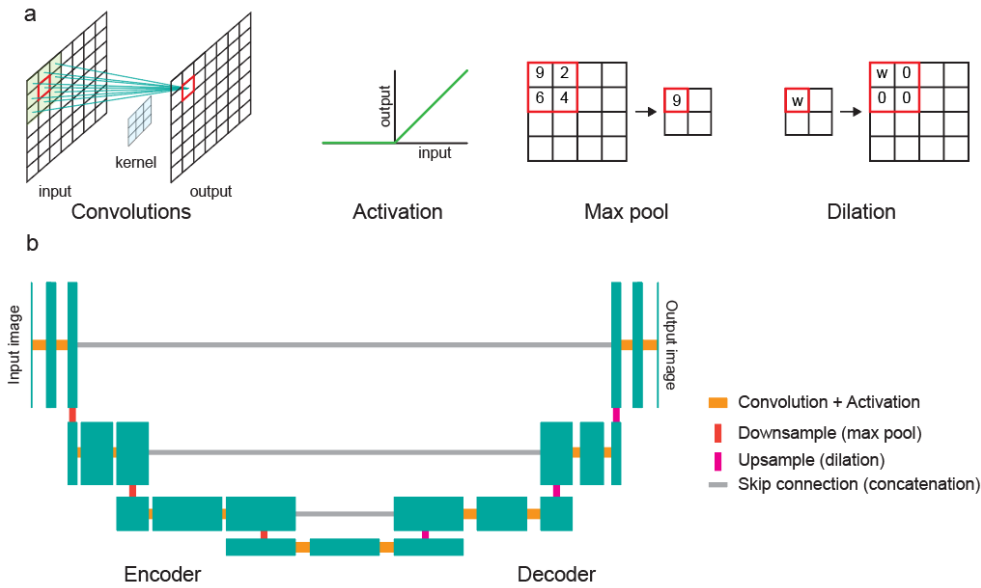 a
input
kernel
output
Convolutions
output
input
Activation
9 2
6 4
9
Max pool
w
w 0
0 0
Dilation
b
Input image
Output image
Convolution + Activation
Downsample (max pool)
Upsample (dilation)
Skip connection (concatenation)
Encoder
Decoder